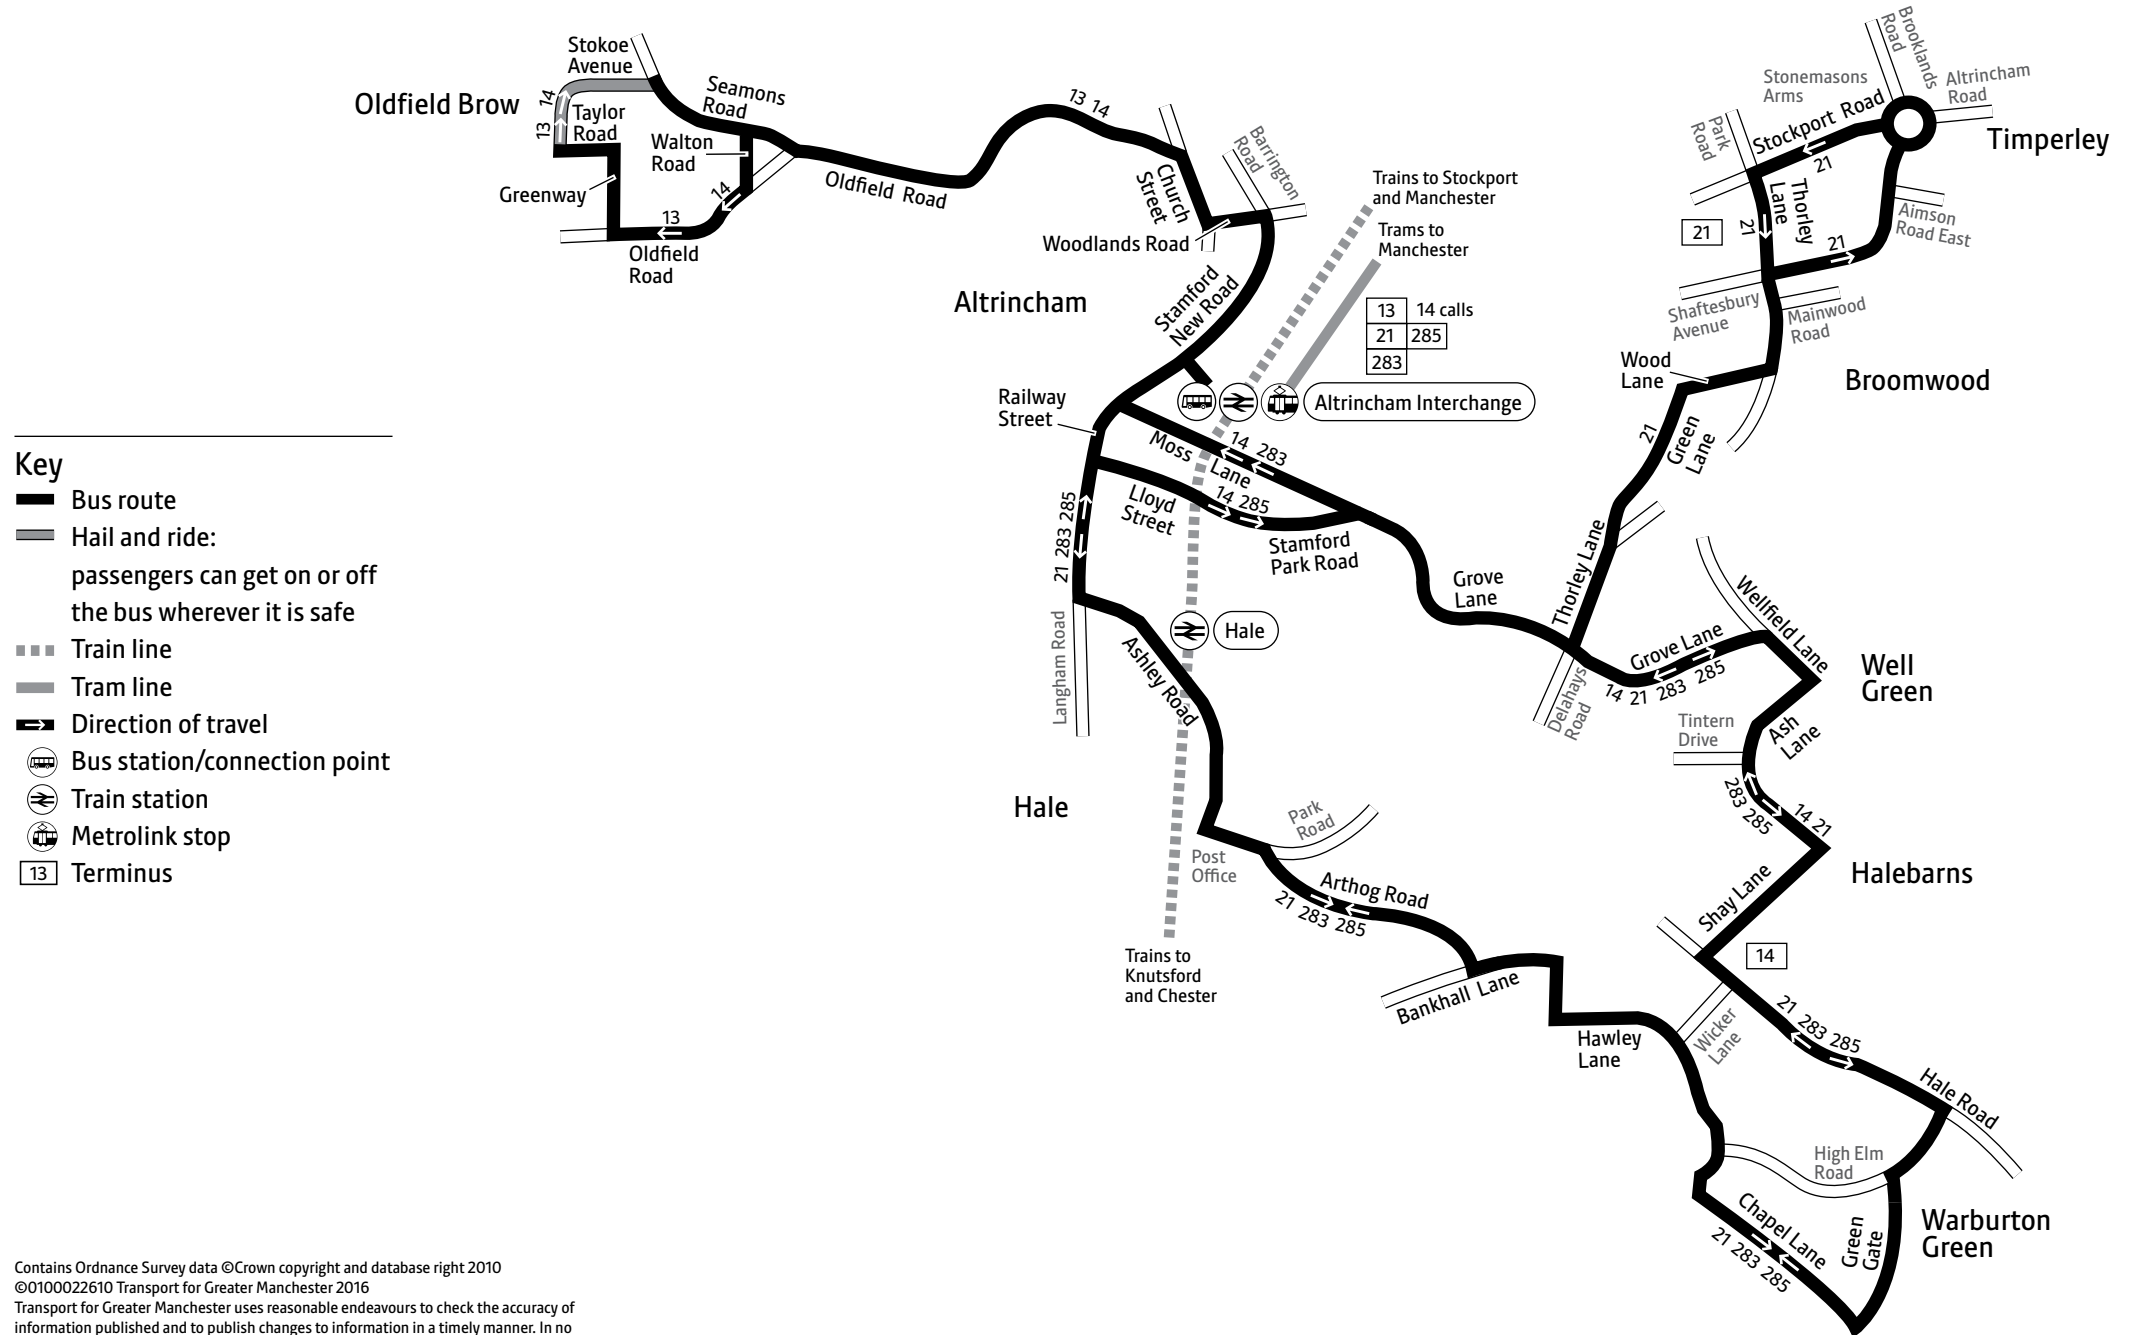 Stokoe
Avenue
Oldfield Brow
14
13
Taylor
Road
Seamons
Road
Walton
Road
Greenway
14
13
Oldfield
Road
Oldfield Road
13 14
Church
Street
Woodlands Road
Barrington
Road
Altrincham
Stamford
New Road
Trains to Stockport
and Manchester
Trams to
Manchester
13 14 calls
21 285
283
Altrincham Interchange
Railway
Street
Moss
Lane
14 283
Lloyd
Street
14 285
Stamford
Park Road
21 283 285
Langham Road
Hale
Ashley Road
Hale
Post
Office
Park
Road
Arthog Road
21 283 285
Trains to
Knutsford
and Chester
Bankhall Lane
Hawley
Lane
Brooklands
Road
Stonemasons
Arms
Altrincham
Road
Stockport Road
21
Timperley
Park
Road
Thorley
Lane
21
21
21
Aimson
Road East
Shaftesbury
Avenue
Mainwood
Road
Wood
Lane
Broomwood
21
Green
Lane
Thorley Lane
Grove
Lane
Delahays
Road
Grove Lane
14 21 283 285
Wellfield Lane
Well
Green
Tintern
Drive
Ash
Lane
283
285
14 21
Halebarns
Shay Lane
14
Wicker
Lane
21 283 285
Hale Road
High Elm
Road
Chapel Lane
21 283 285
Green
Gate
Warburton
Green
Key
Bus route
Hail and ride:
passengers can get on or off
the bus wherever it is safe
Train line
Tram line
Direction of travel
Bus station/connection point
Train station
Metrolink stop
13 Terminus
Contains Ordnance Survey data ©Crown copyright and database right 2010
©0100022610 Transport for Greater Manchester 2016
Transport for Greater Manchester uses reasonable endeavours to check the accuracy of
information published and to publish changes to information in a timely manner. In no